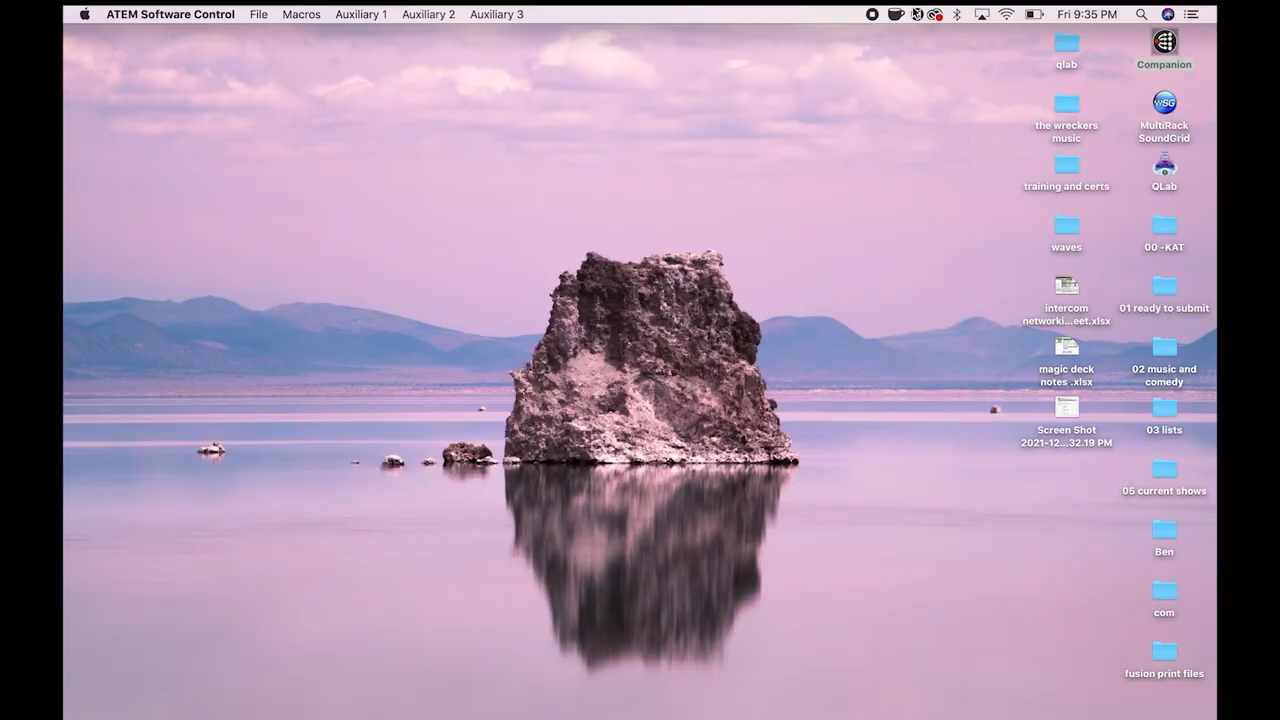 ATEM Software Control File Macros Auxiliary 1 Auxiliary 2 Auxiliary 3 Fri 9:35 PM
qlab
Companion
the wreckers
music
MultiRack
SoundGrid
WSG
training and certs
QLab
waves
00 -KAT
intercom
networki...eet.xlsx
01 ready to submit
magic deck
notes .xlsx
02 music and
comedy
Screen Shot
2021-12...32.19 PM
03 lists
05 current shows
Ben
com
fusion print files